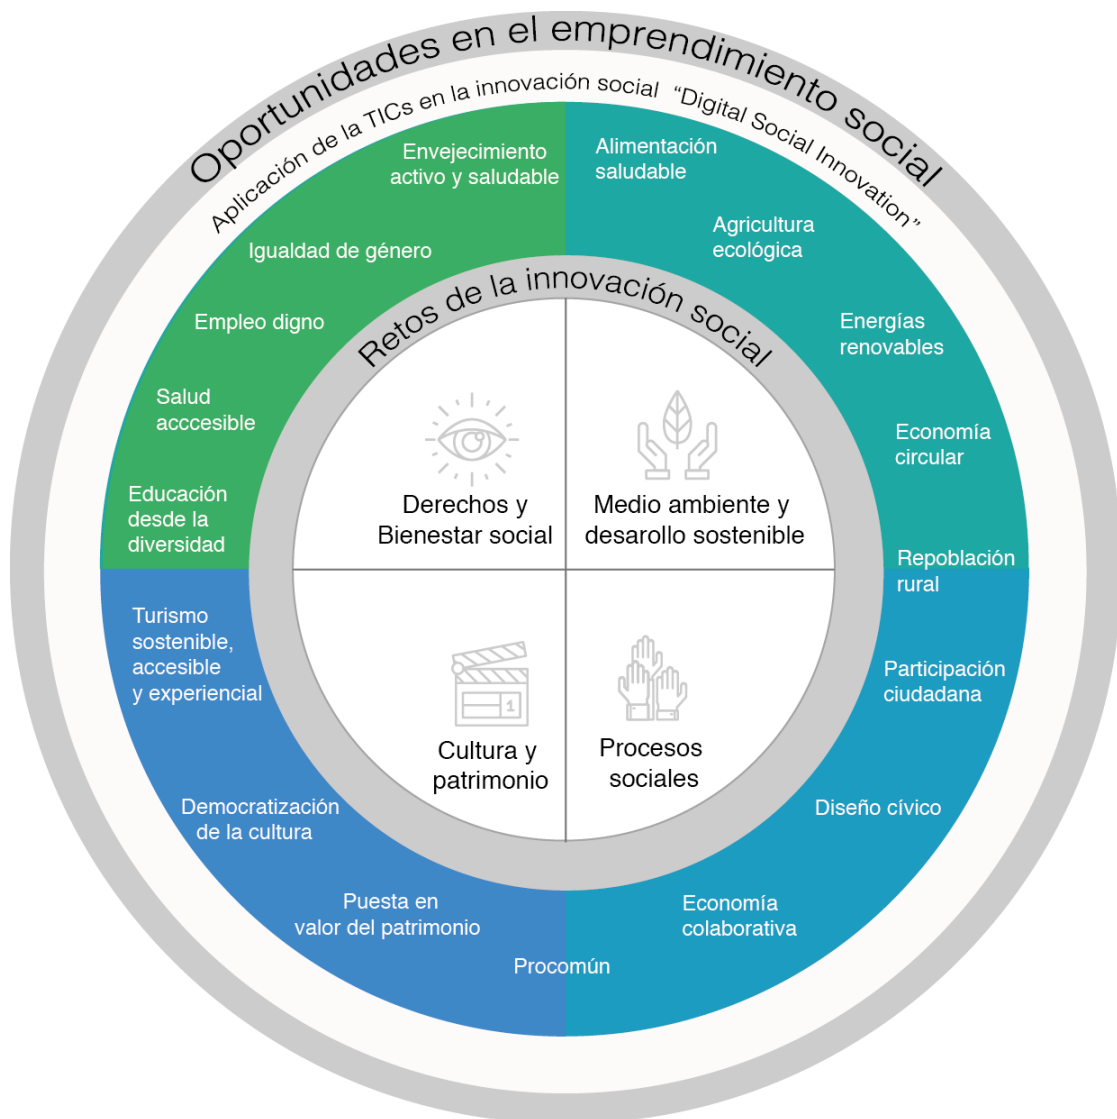 Oportunidades en el emprendimiento social
Aplicación de la TICs en la innovación social “Digital Social Innovation”
Envejecimiento
activo y saludable
Igualdad de género
Empleo digno
Salud
acccesible
Educación
desde la
diversidad
Alimentación
saludable
Agricultura
ecológica
Energías
renovables
Economía
circular
Repoblación
rural
Participación
ciudadana
Diseño cívico
Economía
colaborativa
Procomún
Puesta en
valor del patrimonio
Democratización
de la cultura
Turismo
sostenible,
accesible
y experiencial
Retos de la innovación social
Derechos y
Bienestar social
Medio ambiente y
desarollo sostenible
1
Cultura y
patrimonio
Procesos
sociales